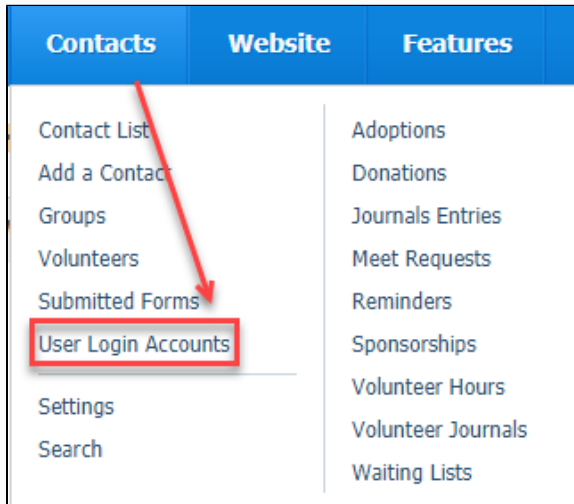 Contacts Website Features
Contact List
Add a Contact
Groups
Volunteers
Submitted Forms
User Login Accounts
Settings
Search
Adoptions
Donations
Journals Entries
Meet Requests
Reminders
Sponsorships
Volunteer Hours
Volunteer Journals
Waiting Lists